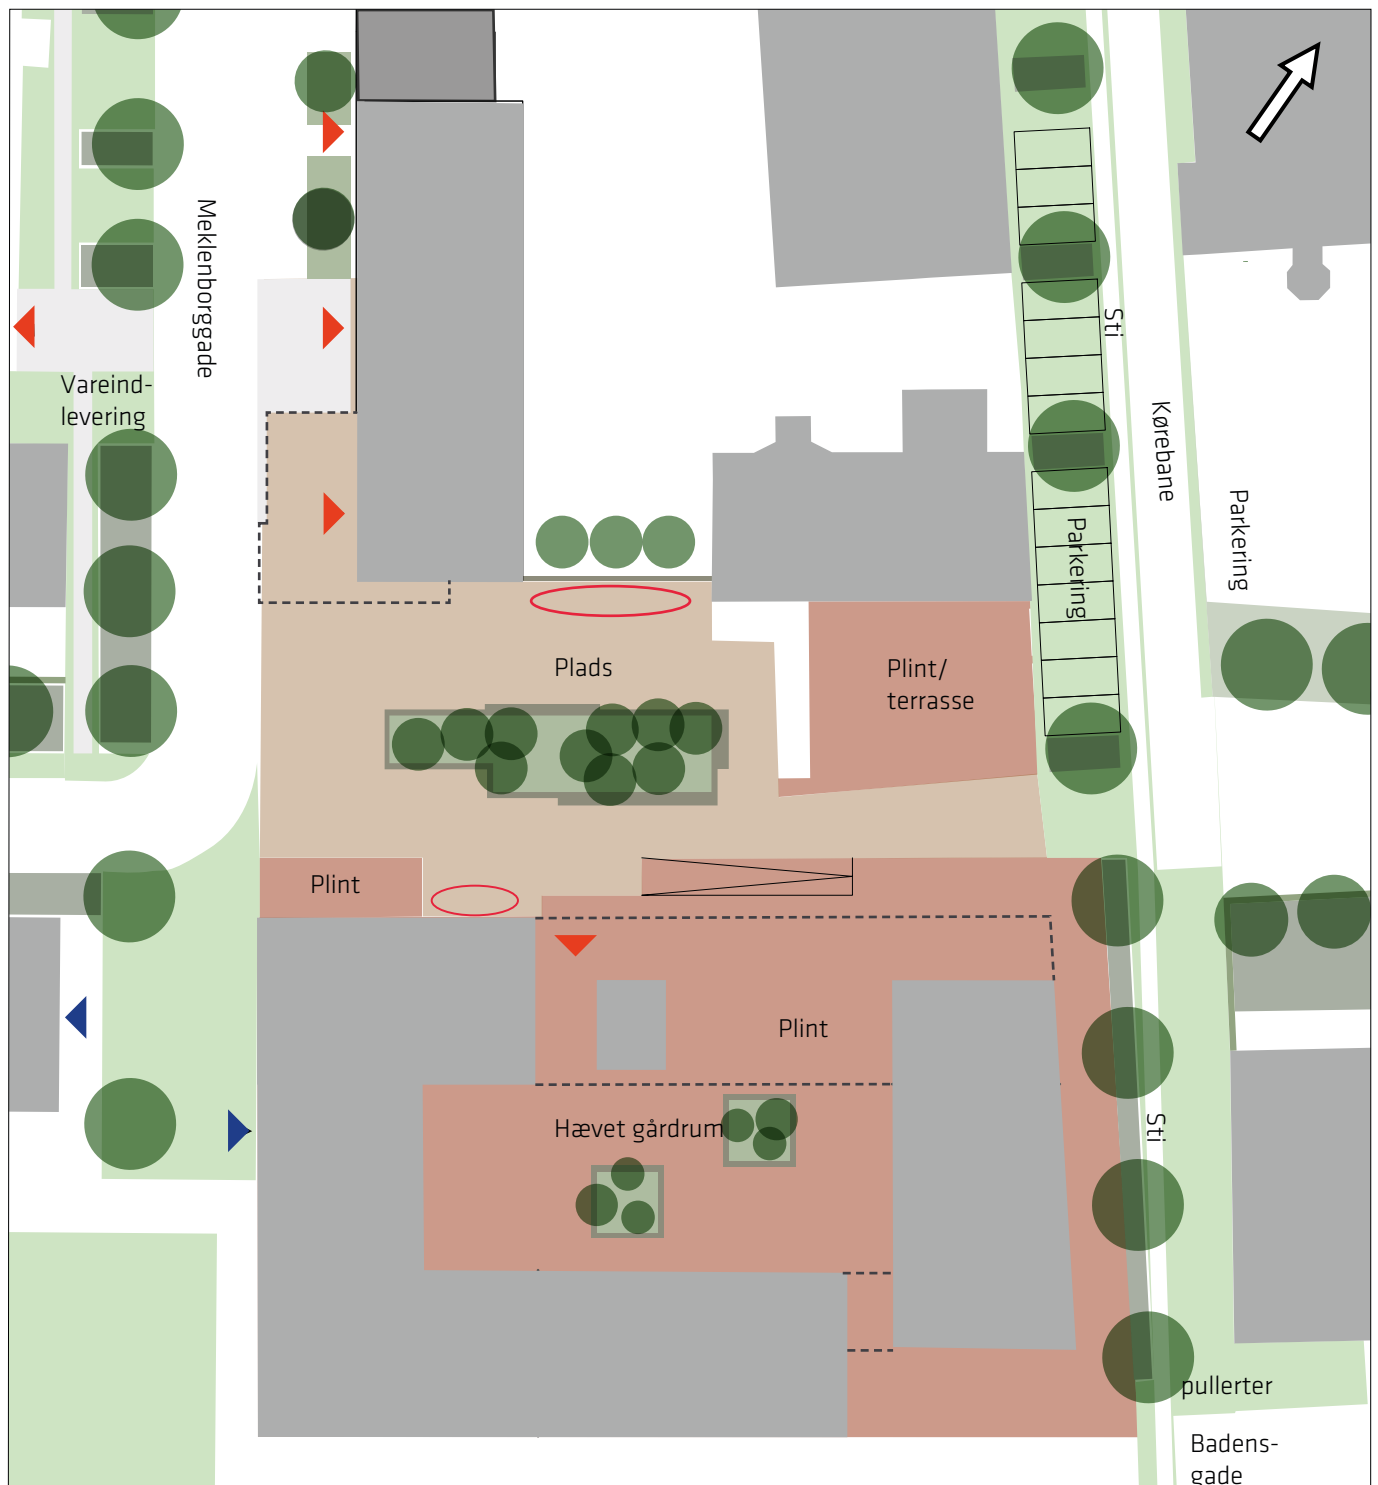 Meklenborggade
Sti
Vareind-
levering
Kørebane
Parkering
Parkering
Plads
Plint/
terrasse
Plint
Plint
Hævet gårdrum
Sti
pullerter
Badens-
gade